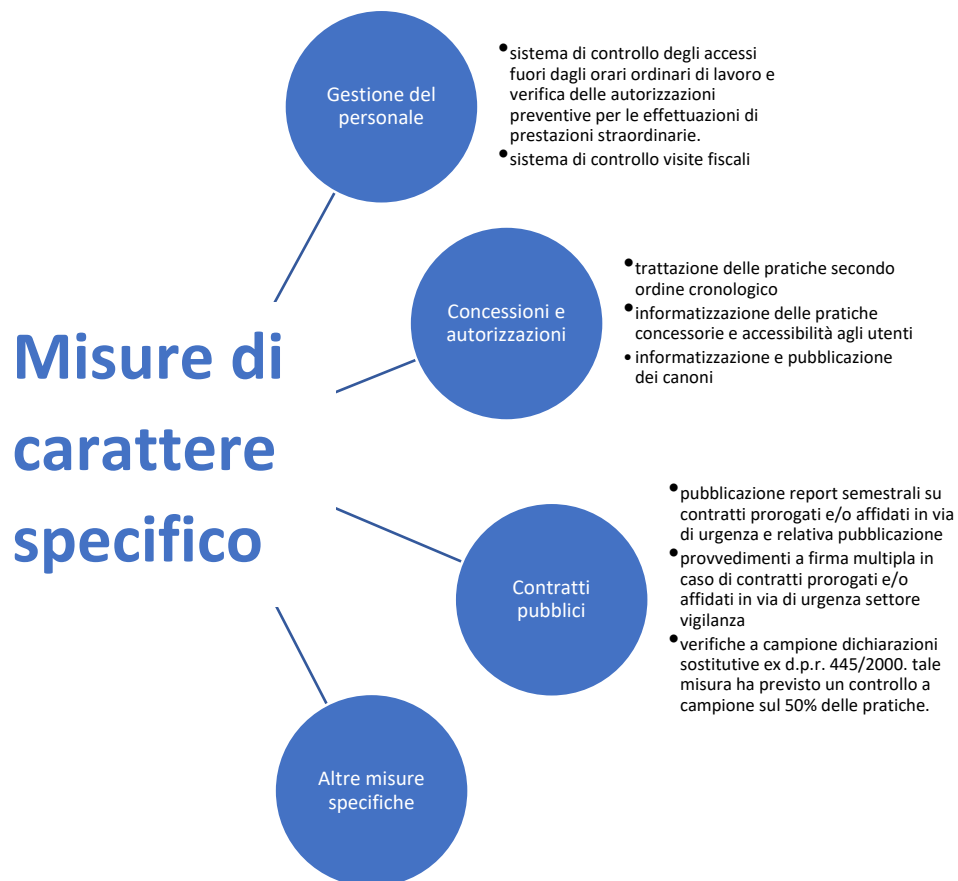 Misure di
carattere
specifico
Gestione del
personale
•sistema di controllo degli accessi
fuori dagli orari ordinari di lavoro e
verifica delle autorizzazioni
preventive per le effettuazioni di
prestazioni straordinarie.
•sistema di controllo visite fiscali
Concessioni e
autorizzazioni
•trattazione delle pratiche secondo
ordine cronologico
•informatizzazione delle pratiche
concessorie e accessibilità agli utenti
• informatizzazione e pubblicazione
dei canoni
Contratti
pubblici
•pubblicazione report semestrali su
contratti prorogati e/o affidati in via
di urgenza e relativa pubblicazione
•provvedimenti a firma multipla in
caso di contratti prorogati e/o
affidati in via di urgenza settore
vigilanza
•verifiche a campione dichiarazioni
sostitutive ex d.p.r. 445/2000. tale
misura ha previsto un controllo a
campione sul 50% delle pratiche.
Altre misure
specifiche